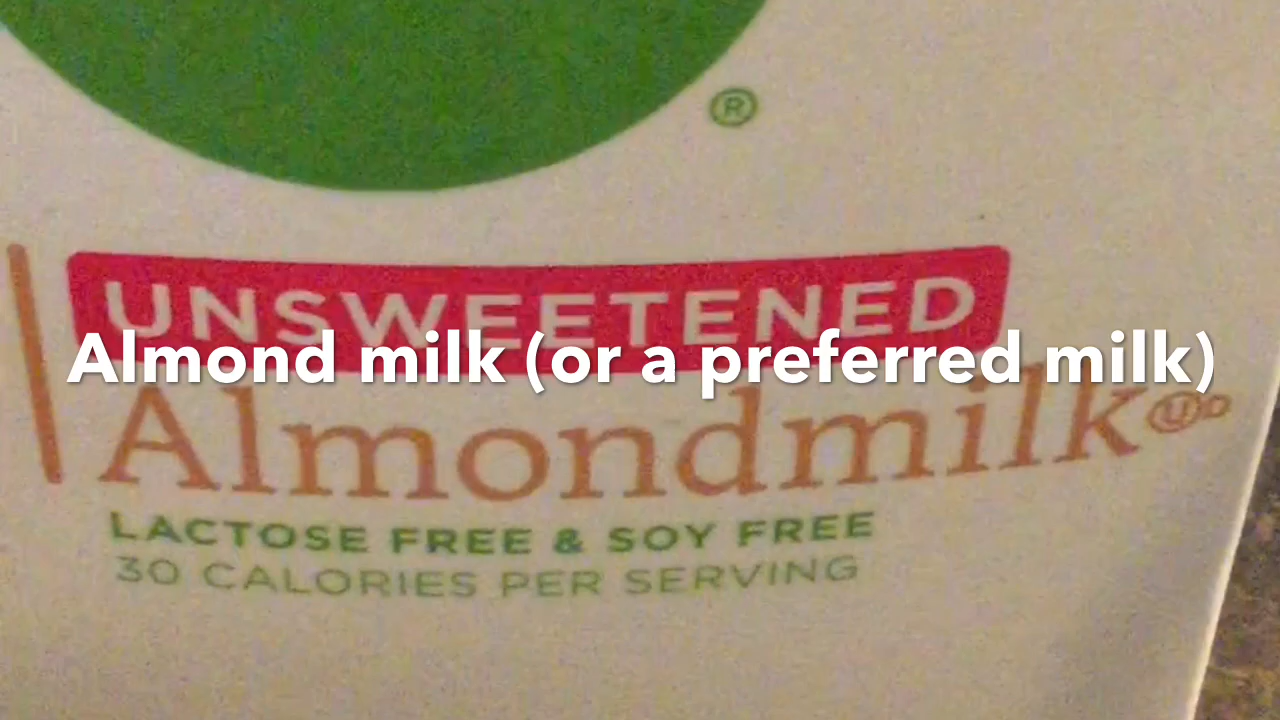 ®
UNSWEETENED
Almond milk (or a preferred milk)
Almondmilk Ⓤ D
LACTOSE FREE & SOY FREE
30 CALORIES PER SERVING